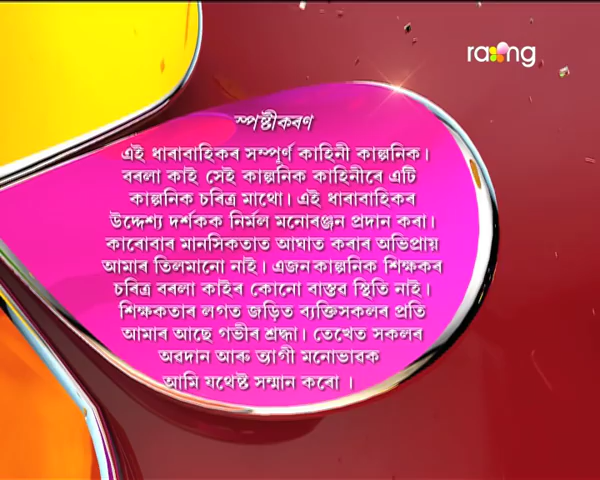 rang
স্পষ্টীকৰণ
এই ধাৰাবাহিকৰ সম্পূৰ্ণ কাহিনী কাল্পনিক।
বৰলা কাই সেই কাল্পনিক কাহিনীৰে এটি
কাল্পনিক চৰিত্ৰ মাথো। এই ধাৰাবাহিকৰ
উদ্দেশ্য দৰ্শকক নিৰ্মল মনোৰঞ্জন প্ৰদান কৰা।
কাৰোবাৰ মানসিকতাত আঘাত কৰাৰ অভিপ্ৰায়
আমাৰ তিলমানো নাই। এজন কাল্পনিক শিক্ষকৰ
চৰিত্ৰ বৰলা কাইৰ কোনো বাস্তৱ স্থিতি নাই।
শিক্ষকতাৰ লগত জড়িত ব্যক্তিসকলৰ প্ৰতি
আমাৰ আছে গভীৰ শ্ৰদ্ধা। তেখেত সকলৰ
অৱদান আৰু ত্যাগী মনোভাৱক
আমি যথেষ্ট সন্মান কৰো ।